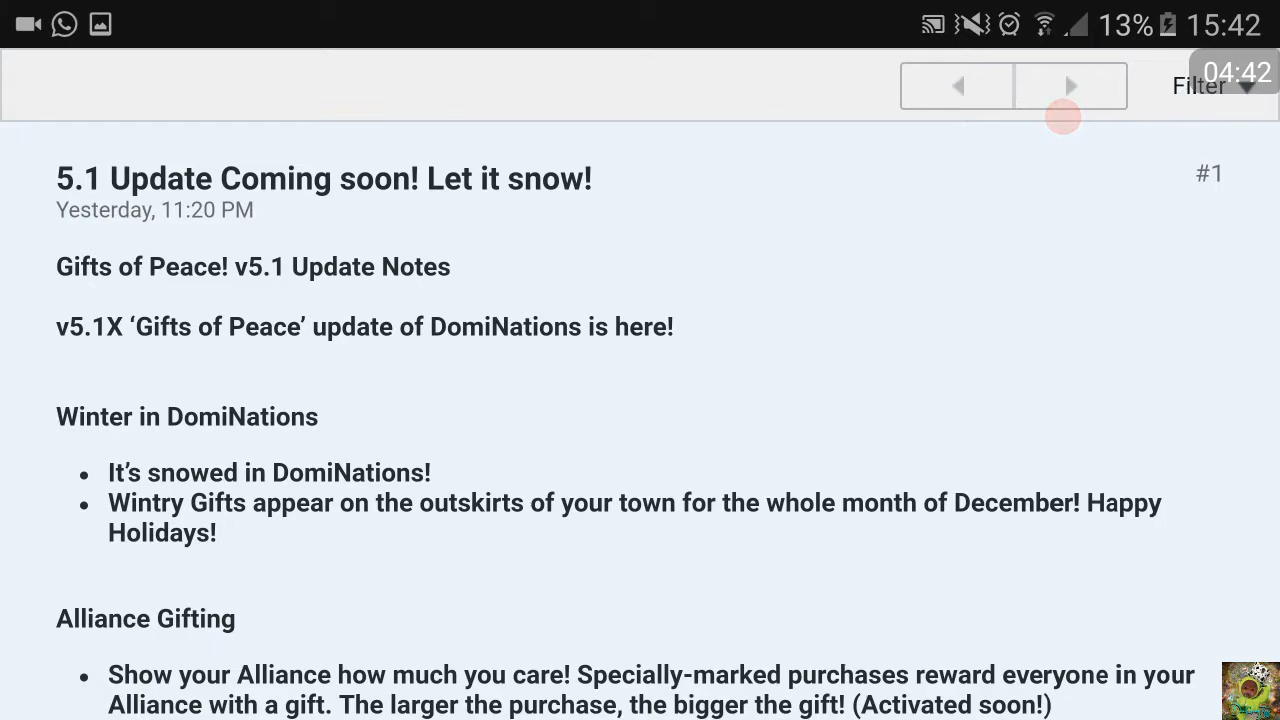 13% 15:42
04:42
Filter
5.1 Update Coming soon! Let it snow!
#1
Yesterday, 11:20 PM
Gifts of Peace! v5.1 Update Notes
v5.1X ‘Gifts of Peace’ update of DomiNations is here!
Winter in DomiNations
It’s snowed in DomiNations!
Wintry Gifts appear on the outskirts of your town for the whole month of December! Happy
Holidays!
Alliance Gifting
Show your Alliance how much you care! Specially-marked purchases reward everyone in your
Alliance with a gift. The larger the purchase, the bigger the gift! (Activated soon!)